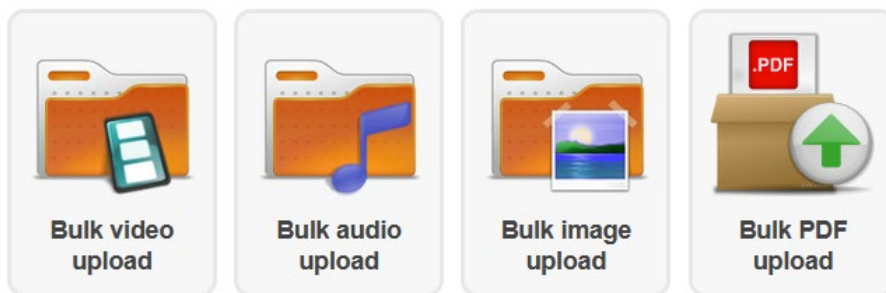 .PDF
Bulk video
upload
Bulk audio
upload
Bulk image
upload
Bulk PDF
upload